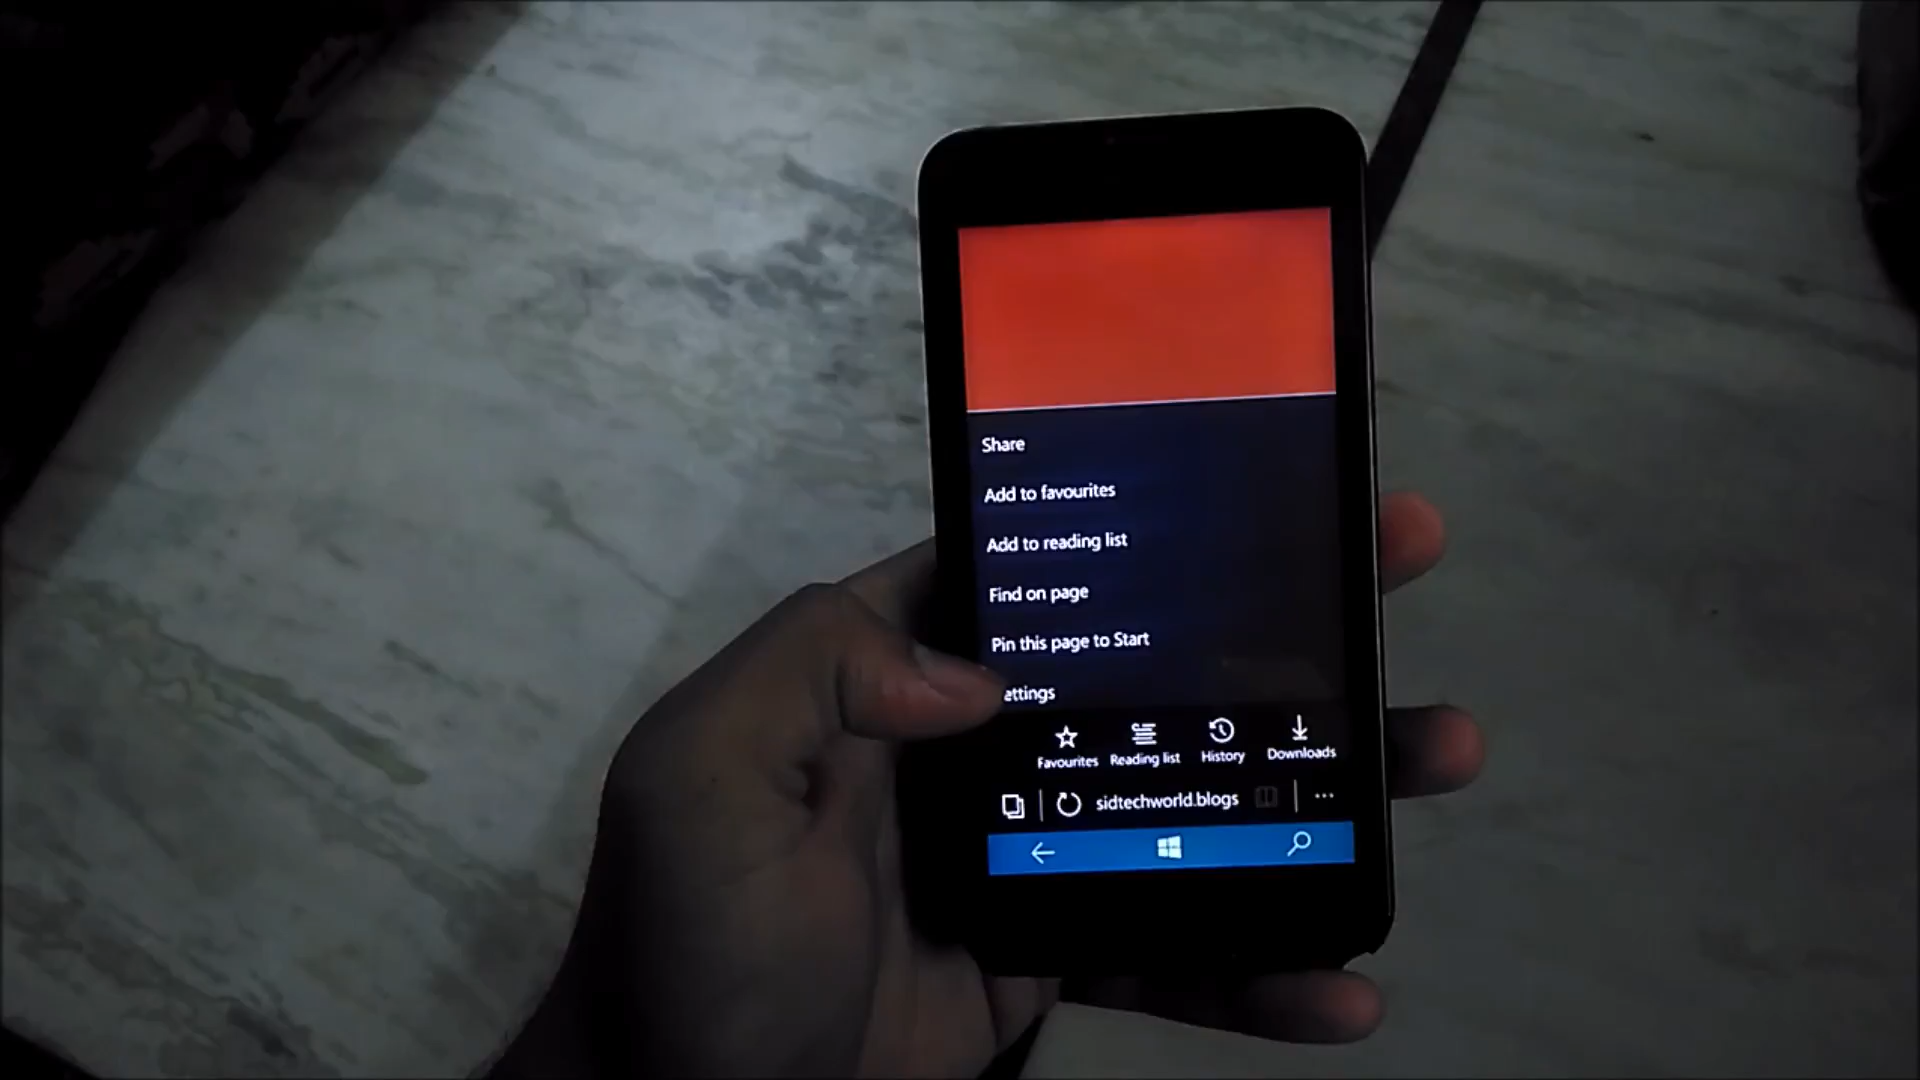 Share
Add to favourites
Add to reading list
Find on page
Pin this page to Start
ettings
Favourites Reading list History Downloads
sidtechworld.blogs